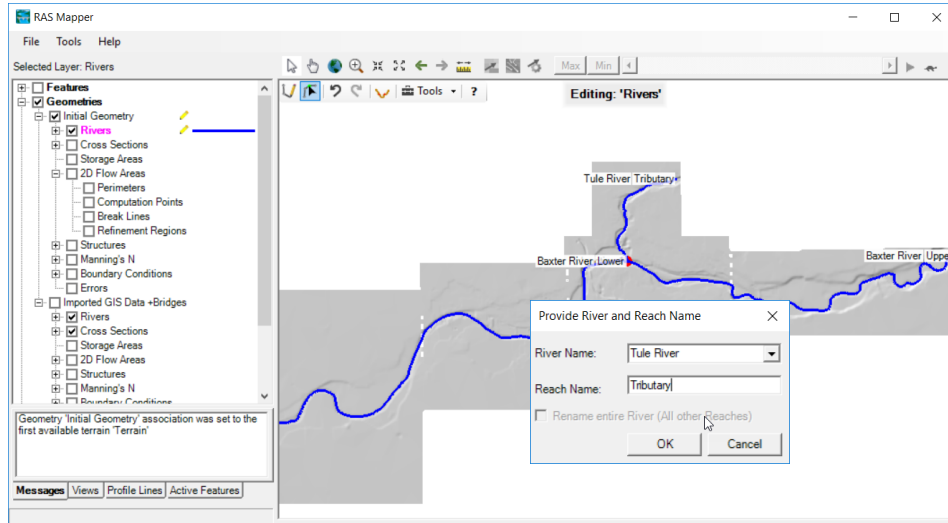 RAS Mapper
File Tools Help
Selected Layer: Rivers
Max Min
Features
Geometries
Initial Geometry
Rivers
Cross Sections
Storage Areas
2D Flow Areas
Perimeters
Computation Points
Break Lines
Refinement Regions
Structures
Manning's N
Boundary Conditions
Errors
Imported GIS Data +Bridges
Rivers
Cross Sections
Storage Areas
2D Flow Areas
Structures
Manning's N
Boundary Conditions
Geometry 'Initial Geometry' association was set to the
first available terrain 'Terrain'
Messages Views Profile Lines Active Features
Tools ?
Editing: 'Rivers'
Tule River Tributary
Baxter River Lower
Baxter River Uppe
Provide River and Reach Name
River Name: Tule River
Reach Name: Tributary
Rename entire River (All other Reaches)
OK Cancel